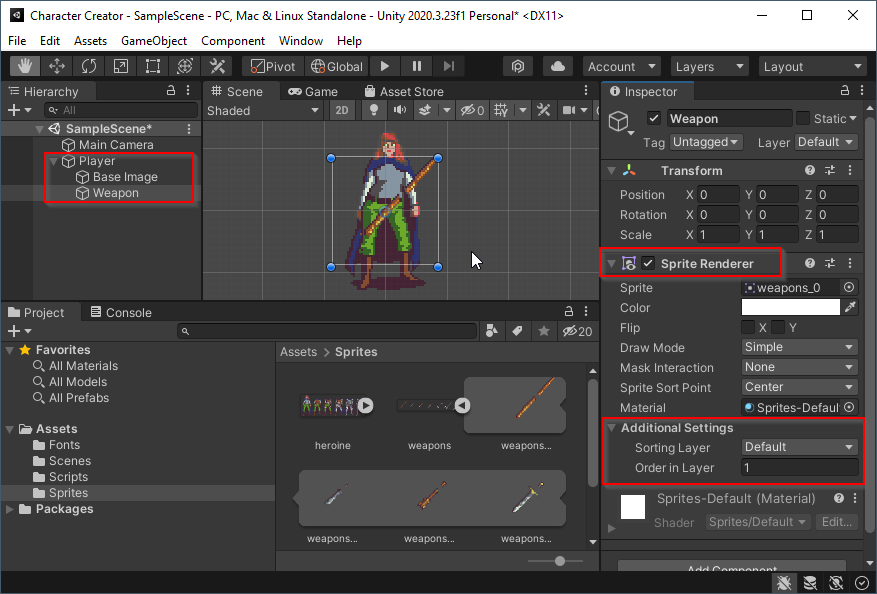 Character Creator - SampleScene - PC, Mac & Linux Standalone - Unity 2020.3.23f1 Personal* <DX11>
File Edit Assets GameObject Component Window Help
Pivot Global Account Layers Layout
Hierarchy
All
SampleScene*
Main Camera
Player
Base Image
Weapon
Scene Game Asset Store
Shaded 2D 0
Inspector
Weapon Static
Tag Untagged Layer Default
Transform
Position X 0 Y 0 Z 0
Rotation X 0 Y 0 Z 0
Scale X 1 Y 1 Z 1
Sprite Renderer
Sprite weapons_0
Color
Flip X Y
Draw Mode Simple
Mask Interaction None
Sprite Sort Point Center
Material Sprites-Defaul
Additional Settings
Sorting Layer Default
Order in Layer 1
Sprites-Default (Material)
Shader Sprites/Default Edit...
Add Component
Project Console
20
Favorites
All Materials
All Models
All Prefabs
Assets
Fonts
Scenes
Scripts
Sprites
Packages
Assets > Sprites
heroine weapons weapons...
weapons... weapons... weapons...